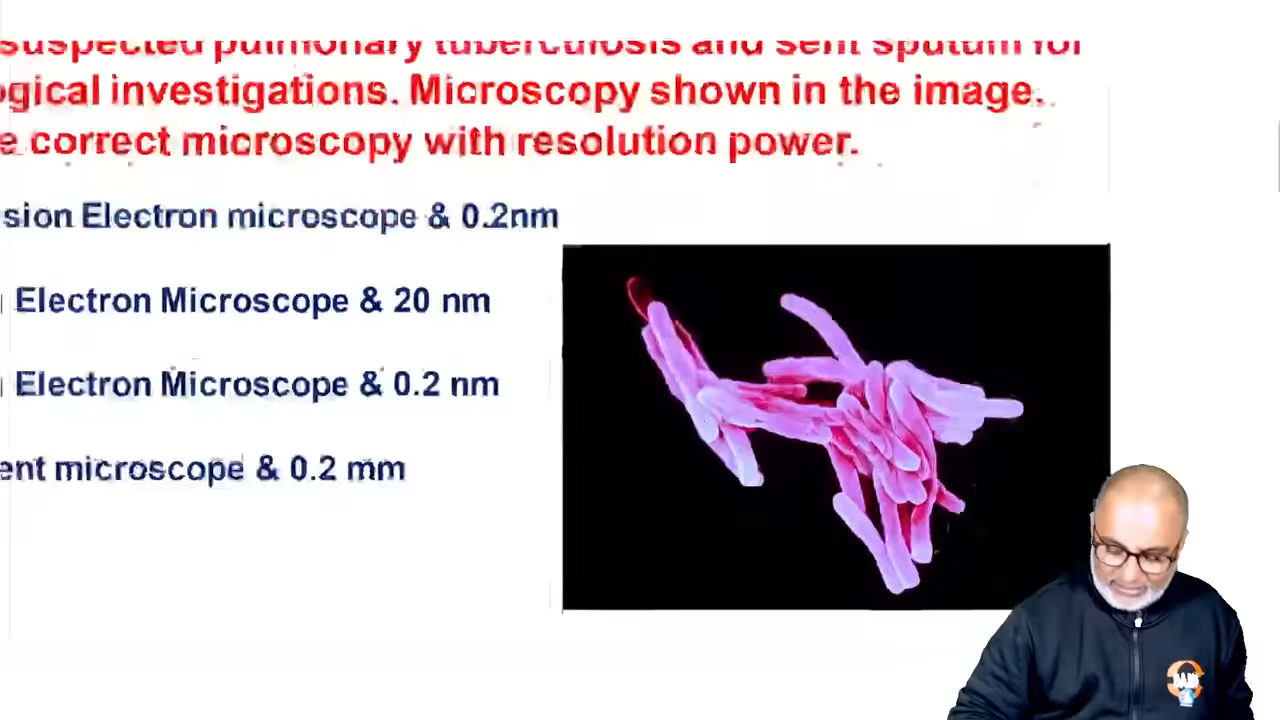 suspected pulmonary tuberculosis and sent sputum for
ogical investigations. Microscopy shown in the image.
e correct microscopy with resolution power.
sion Electron microscope & 0.2nm
Electron Microscope & 20 nm
Electron Microscope & 0.2 nm
ent microscope & 0.2 mm
DAMS